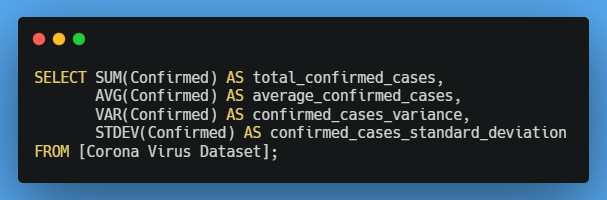 SELECT SUM(Confirmed) AS total_confirmed_cases,
AVG(Confirmed) AS average_confirmed_cases,
VAR(Confirmed) AS confirmed_cases_variance,
STDEV(Confirmed) AS confirmed_cases_standard_deviation
FROM [Corona Virus Dataset];